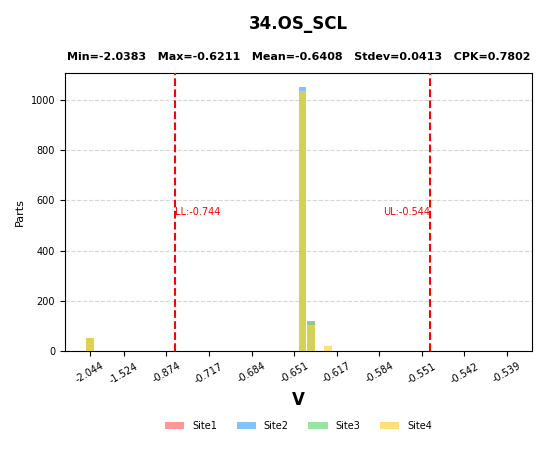 34.OS_SCL
Min=-2.0383 Max=-0.6211 Mean=-0.6408 Stdev=0.0413 CPK=0.7802
Parts
1000
800
600
400
200
0
LL:-0.744
UL:-0.544
-2.044 -1.524 -0.874 -0.717 -0.684 -0.651 -0.617 -0.584 -0.551 -0.542 -0.539
V
Site1 Site2 Site3 Site4